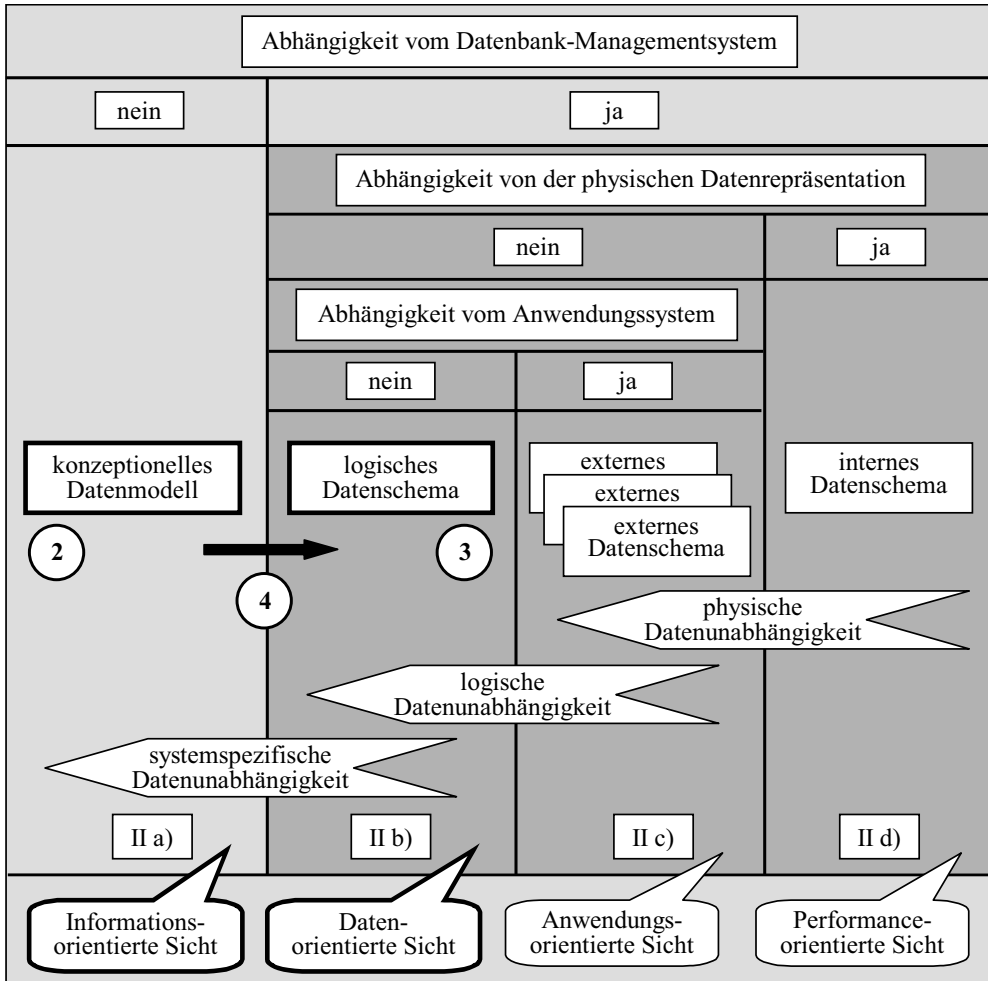 Abhängigkeit vom Datenbank-Managementsystem
nein
ja
Abhängigkeit von der physischen Datenrepräsentation
nein
ja
Abhängigkeit vom Anwendungssystem
nein
ja
konzeptionelles
Datenmodell
logisches
Datenschema
externes
externes
externes
Datenschema
internes
Datenschema
2
3
4
physische
Datenunabhängigkeit
logische
Datenunabhängigkeit
systemspezifische
Datenunabhängigkeit
II a)
II b)
II c)
II d)
Informations-
orientierte Sicht
Daten-
orientierte Sicht
Anwendungs-
orientierte Sicht
Performance-
orientierte Sicht